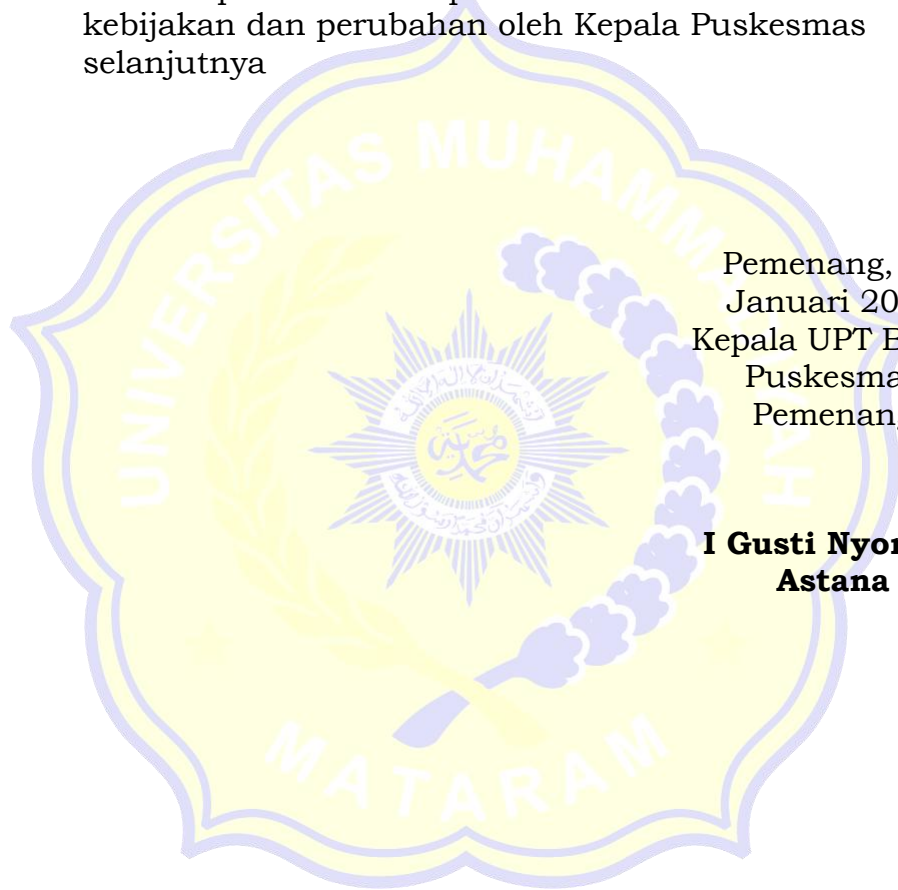 kebijakan dan perubahan oleh Kepala Puskesmas
selanjutnya
Pemenang,
Januari 20
Kepala UPT
Puskesma
Pemenang
I Gusti Nyo
Astana
UNIVERSITAS MUHAMMADIYAH
MATARAM